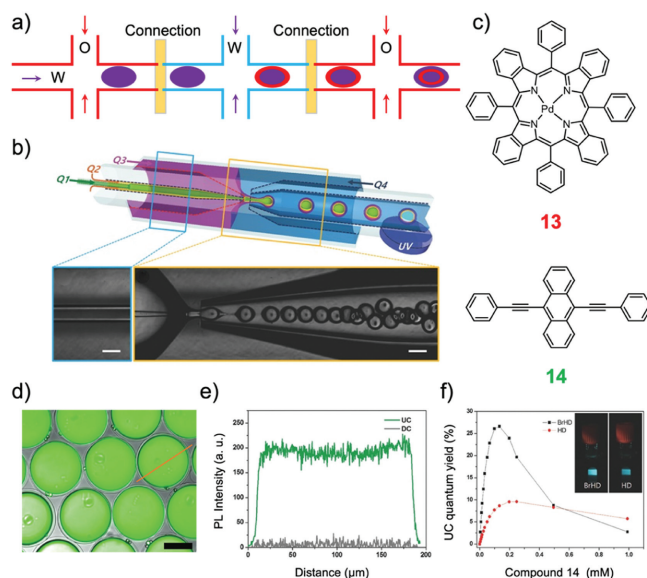 a)
Connection
Connection
O
W
O
W
b)
Q1
Q2
Q3
Q4
UV
c)
N
N
Pd
N
N
13
14
d)
e)
PL Intensity (a. u.)
250
200
150
100
50
0
UC
DC
0
50
100
150
200
Distance (µm)
f)
UC quantum yield (%)
30
25
20
15
10
5
0
BrHD
HD
BrHD
HD
0.0
0.2
0.4
0.6
0.8
1.0
Compound 14 (mM)